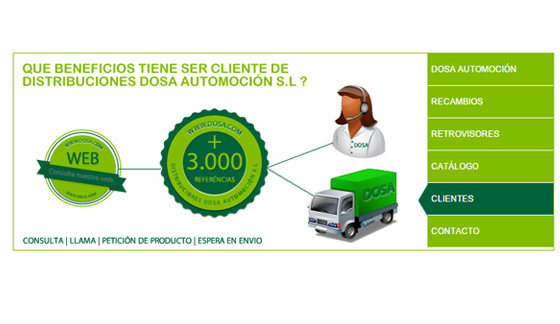 QUE BENEFICIOS TIENE SER CLIENTE DE
DISTRIBUCIONES DOSA AUTOMOCIÓN S.L ?
WEB
Consulta nuestra web
WWW.DOSA.COM
+
3.000
REFERÉNCIAS
DISTRIBUCIONES DOSA AUTOMOCIÓN S.L.
DOSA
DOSA
CONSULTA | LLAMA | PETICIÓN DE PRODUCTO | ESPERA EN ENVIO
DOSA AUTOMOCIÓN
RECAMBIOS
RETROVISORES
CATÁLOGO
CLIENTES
CONTACTO